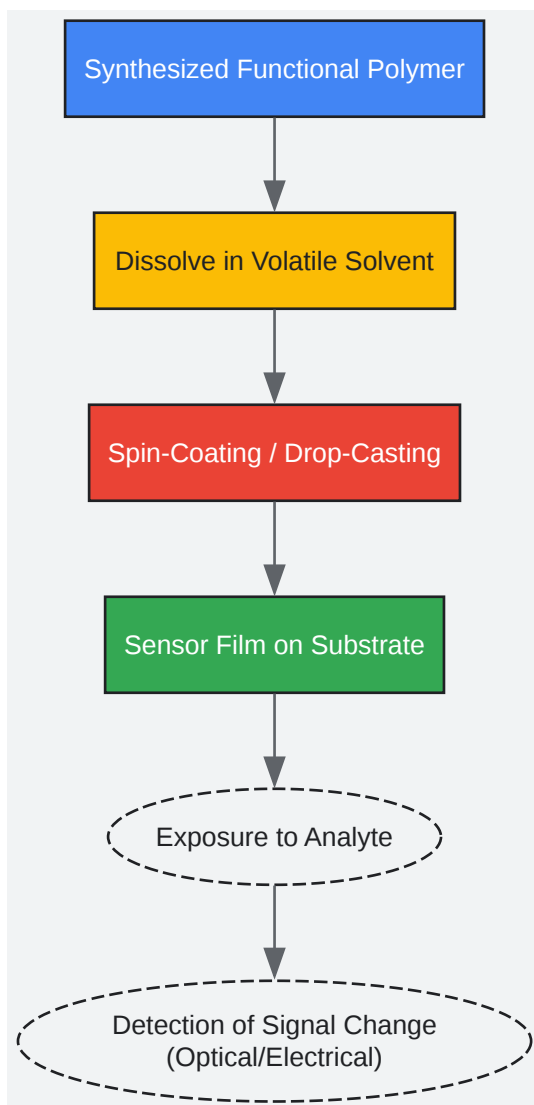 Synthesized Functional Polymer
Dissolve in Volatile Solvent
Spin-Coating / Drop-Casting
Sensor Film on Substrate
Exposure to Analyte
Detection of Signal Change
(Optical/Electrical)